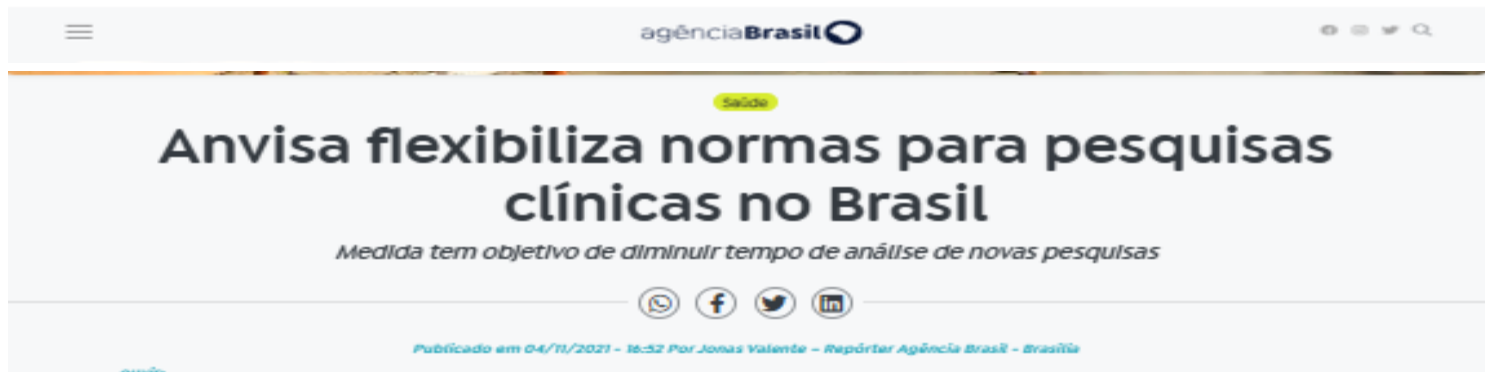 agênciaBrasil
Saúde
Anvisa flexibiliza normas para pesquisas
clínicas no Brasil
Medida tem objetivo de diminuir tempo de análise de novas pesquisas
Publicado em 04/11/2021 - 16:52 Por Jonas Valente – Repórter Agência Brasil - Brasília